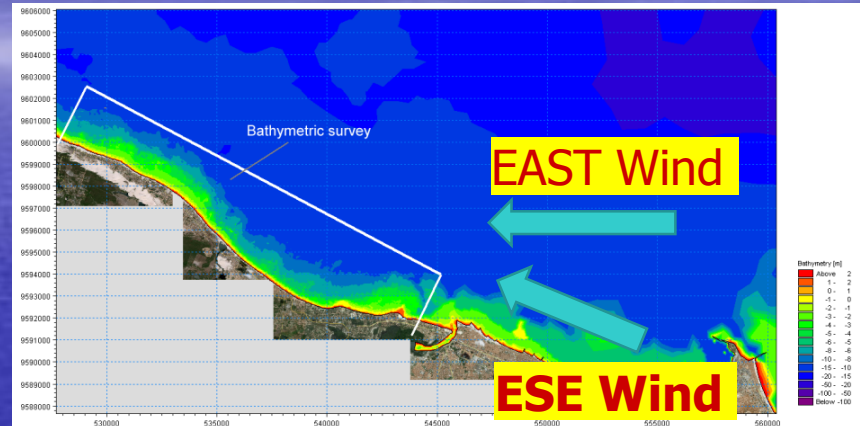 9606000
9605000
9604000
9603000
9602000
9601000
9600000
9599000
9598000
9597000
9596000
9595000
9594000
9593000
9592000
9591000
9590000
9589000
9588000
Bathymetric survey
EAST Wind
ESE Wind
530000 535000 540000 545000 550000 555000 560000
Bathymetry [m]
Above 2
1 - 2
0 - 1
-1 - 0
-2 - -1
-3 - -2
-4 - -3
-5 - -4
-6 - -5
-8 - -6
-10 - -8
-15 - -10
-20 - -15
-50 - -20
-100 - -50
Below -100